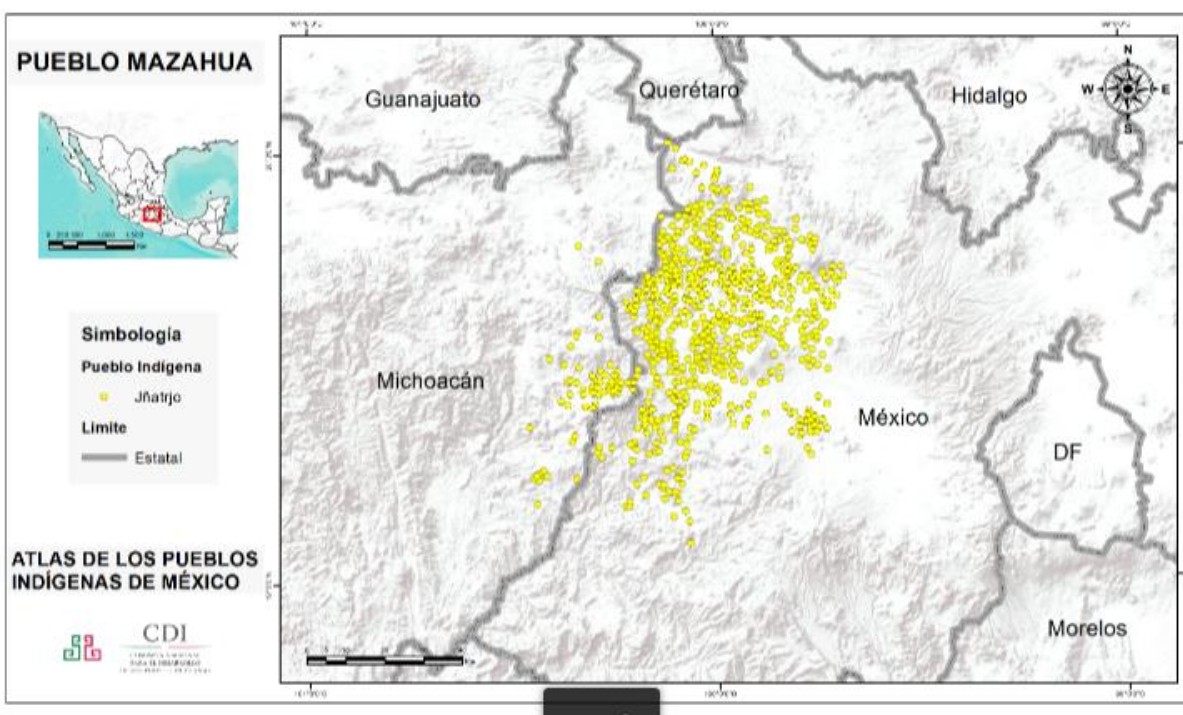 PUEBLO MAZAHUA
Simbología
Pueblo Indígena
Jñatrjo
Límite
Estatal
ATLAS DE LOS PUEBLOS
INDÍGENAS DE MÉXICO
CDI
Guanajuato
Querétaro
Hidalgo
N
W
E
S
Michoacán
México
DF
Morelos